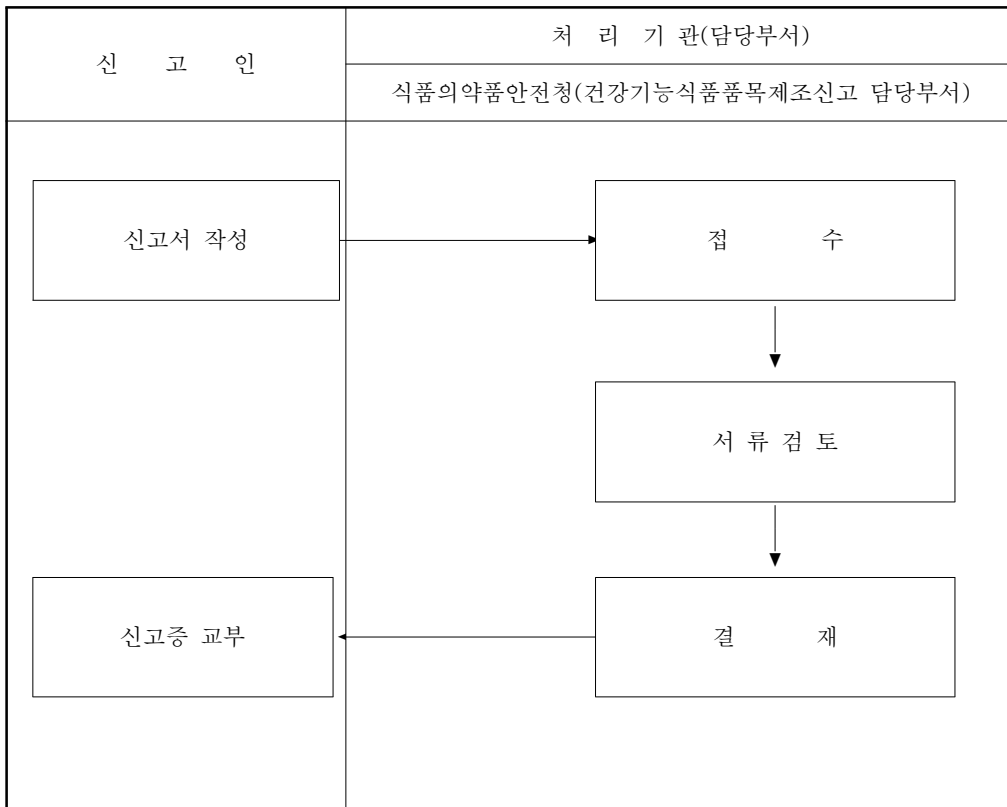 신 고 인
처 리 기 관(담당부서)
식품의약품안전청(건강기능식품품목제조신고 담당부서)
신고서 작성
접 수
서 류 검 토
신고증 교부
결 재